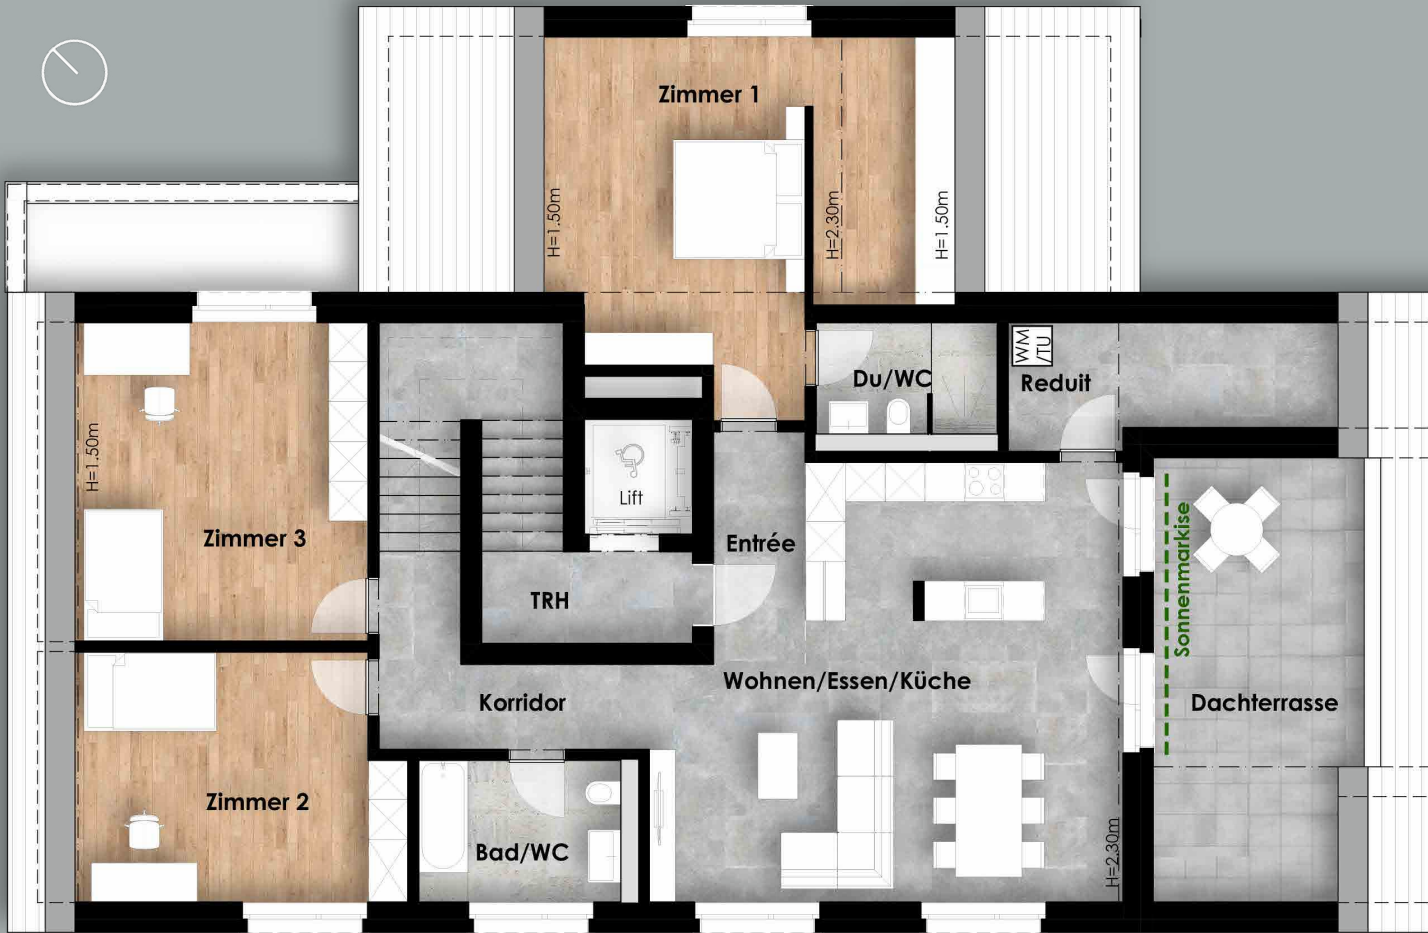 Zimmer 1
H=1.50m
H=2.30m
H=1.50m
WM
/TU
Du/WC
Reduit
H=1.50m
Lift
Zimmer 3
Entrée
Sonnenmarkise
TRH
Wohnen/Essen/Küche
Korridor
Dachterrasse
Zimmer 2
Bad/WC
H=2.30m